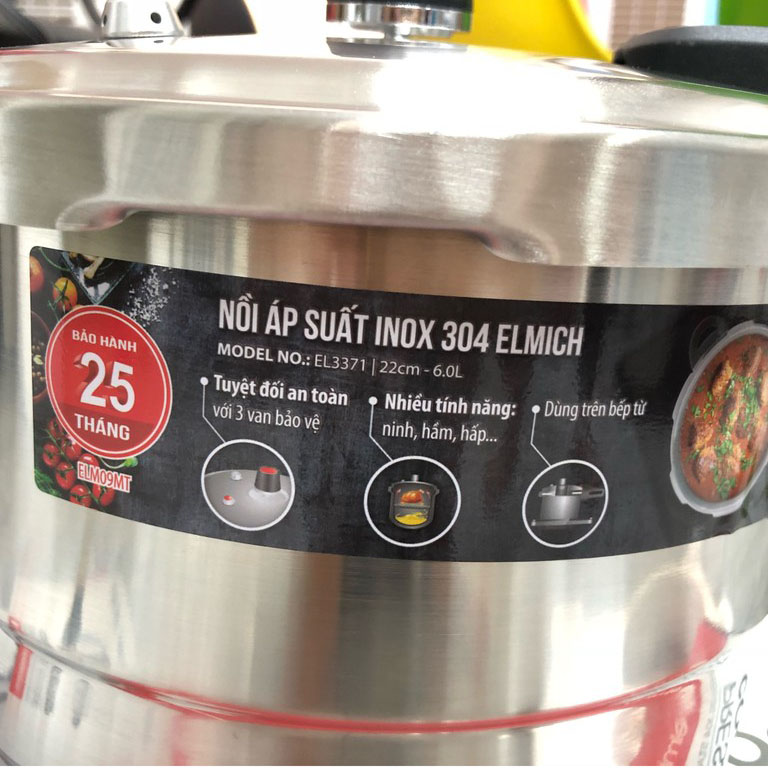 BẢO HÀNH
25
THÁNG
ELM09MT
NỒI ÁP SUẤT INOX 304 ELMICH
MODEL NO.: EL3371 | 22cm - 6.0L
Tuyệt đối an toàn
với 3 van bảo vệ
Nhiều tính năng:
ninh, hầm, hấp...
Dùng trên bếp từ